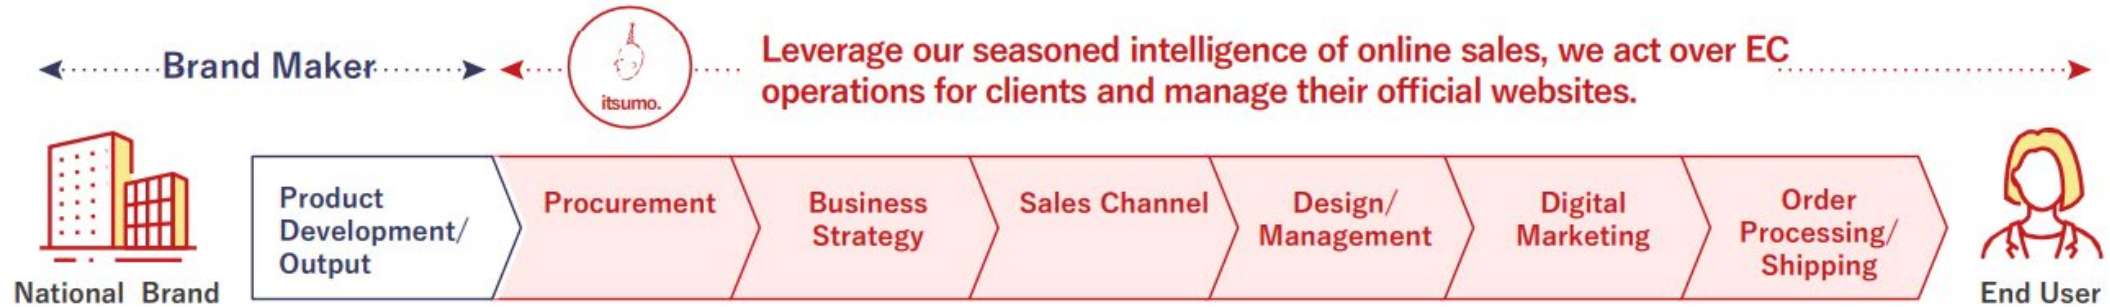 Brand Maker
itsumo.
Leverage our seasoned intelligence of online sales, we act over EC
operations for clients and manage their official websites.
National Brand
Product
Development/
Output
Procurement
Business
Strategy
Sales Channel
Design/
Management
Digital
Marketing
Order
Processing/
Shipping
End User